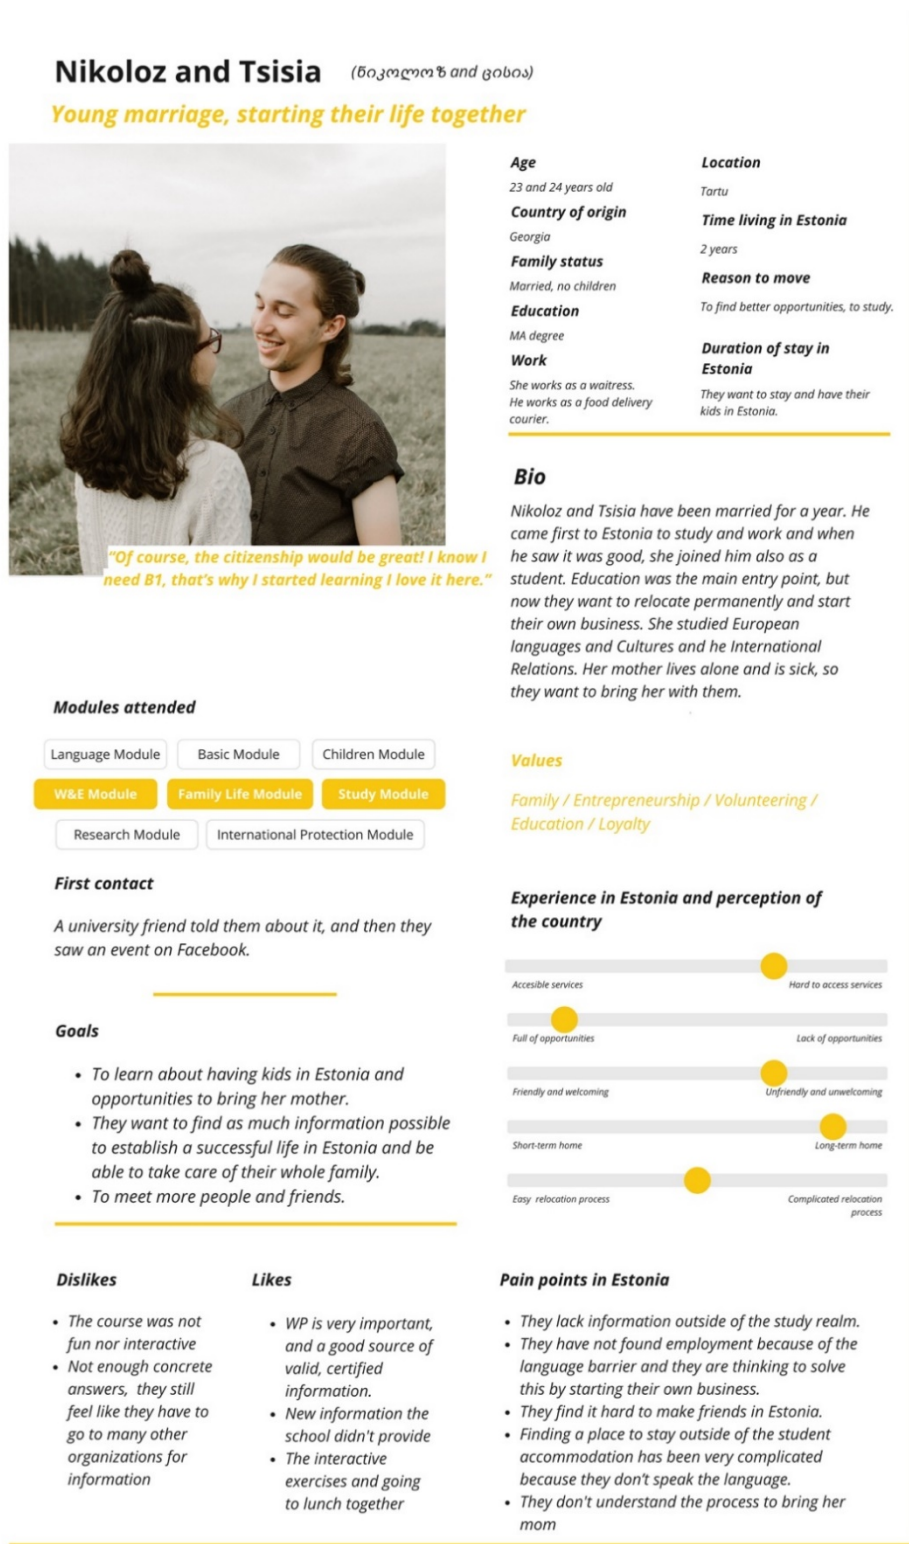 Nikoloz and Tsisia (ნიკოლოზ and ცისია)
Young marriage, starting their life together
Age
23 and 24 years old
Country of origin
Georgia
Family status
Married, no children
Education
MA degree
Work
She works as a waitress.
He works as a food delivery
courier.
Location
Tartu
Time living in Estonia
2 years
Reason to move
To find better opportunities, to study.
Duration of stay in
Estonia
They want to stay and have their
kids in Estonia.
"Of course, the citizenship would be great! I know I
need B1, that's why I started learning I love it here."
Bio
Nikoloz and Tsisia have been married for a year. He
came first to Estonia to study and work and when
he saw it was good, she joined him also as a
student. Education was the main entry point, but
now they want to relocate permanently and start
their own business. She studied European
languages and Cultures and he International
Relations. Her mother lives alone and is sick, so
they want to bring her with them.
Modules attended
Language Module
Basic Module
Children Module
W&E Module
Family Life Module
Study Module
Research Module
International Protection Module
First contact
A university friend told them about it, and then they
saw an event on Facebook.
Goals
• To learn about having kids in Estonia and
opportunities to bring her mother.
• They want to find as much information possible
to establish a successful life in Estonia and be
able to take care of their whole family.
• To meet more people and friends.
Values
Family / Entrepreneurship / Volunteering /
Education / Loyalty
Experience in Estonia and perception of
the country
Accesible services
Hard to access services
Full of opportunities
Lack of opportunities
Friendly and welcoming
Unfriendly and unwelcoming
Short-term home
Long-term home
Easy relocation process
Complicated relocation
process
Dislikes
• The course was not
fun nor interactive
• Not enough concrete
answers, they still
feel like they have to
go to many other
organizations for
information
Likes
• WP is very important,
and a good source of
valid, certified
information.
• New information the
school didn't provide
• The interactive
exercises and going
to lunch together
Pain points in Estonia
• They lack information outside of the study realm.
• They have not found employment because of the
language barrier and they are thinking to solve
this by starting their own business.
• They find it hard to make friends in Estonia.
• Finding a place to stay outside of the student
accommodation has been very complicated
because they don't speak the language.
• They don't understand the process to bring her
mom